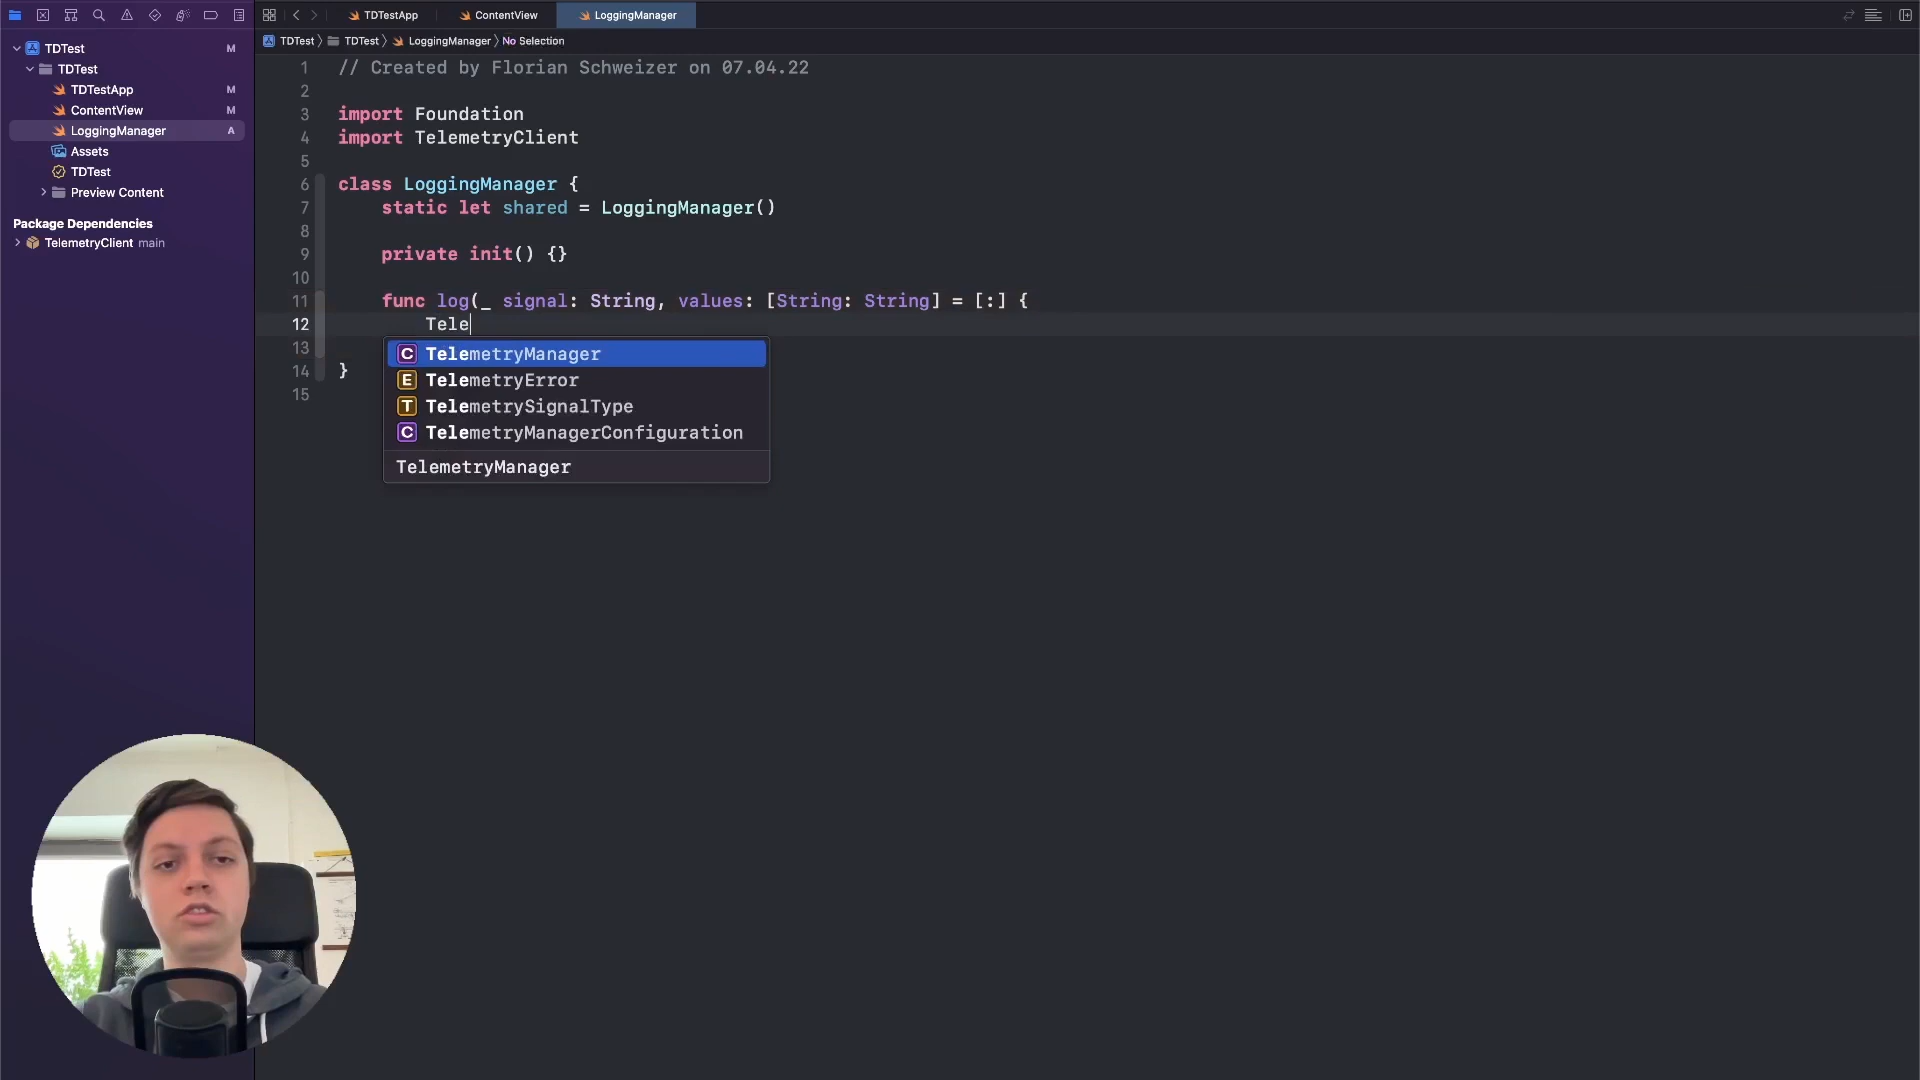 TDTestApp
ContentView
LoggingManager
TDTest M
TDTest
TDTestApp M
ContentView M
LoggingManager A
Assets
TDTest
Preview Content
Package Dependencies
TelemetryClient main
TDTest TDTest LoggingManager No Selection
1 // Created by Florian Schweizer on 07.04.22
2
3 import Foundation
4 import TelemetryClient
5
6 class LoggingManager {
7 static let shared = LoggingManager()
8
9 private init() {}
10
11 func log(_ signal: String, values: [String: String] = [:] {
12 Tele
13
14 }
15
C TelemetryManager
E TelemetryError
T TelemetrySignalType
C TelemetryManagerConfiguration
TelemetryManager